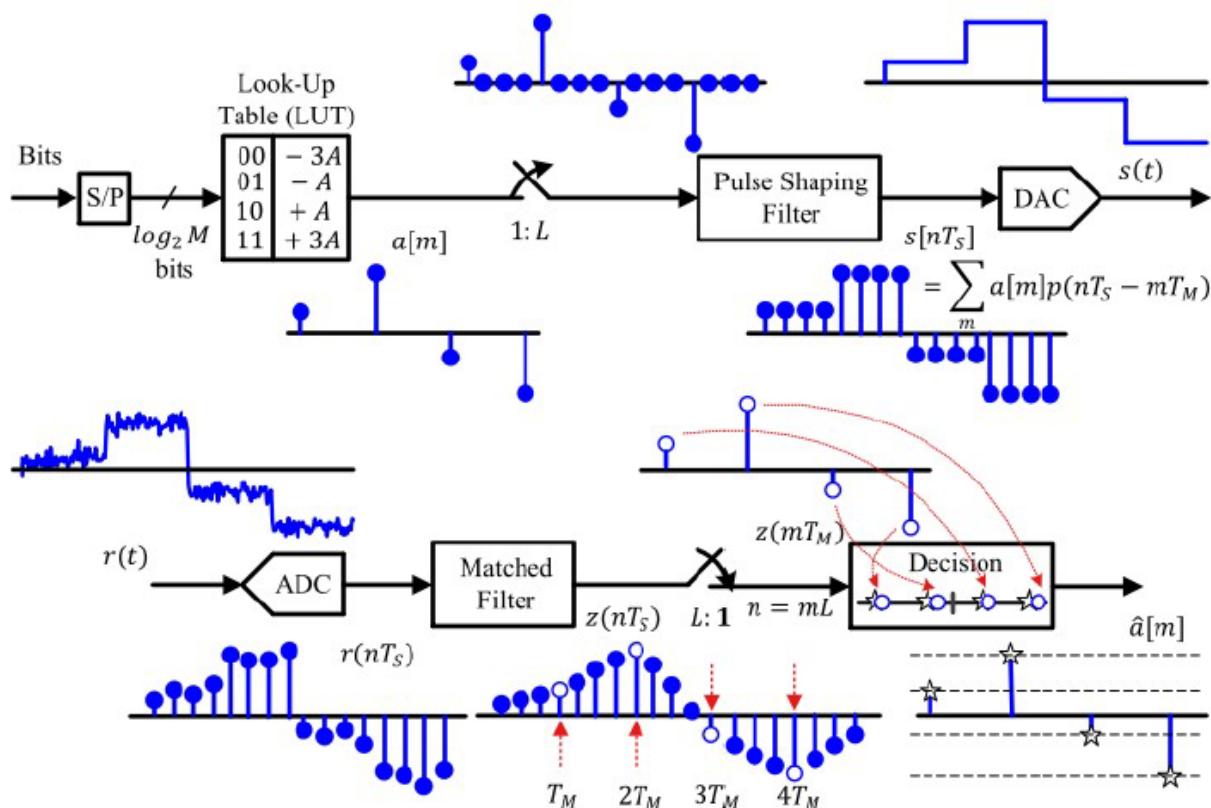 Look-Up
Table (LUT)
Bits
S/P
log₂ M
bits
00 − 3A
01 − A
10 + A
11 + 3A
a[m]
1: L
Pulse Shaping
Filter
s[nT_S]
= ∑_m a[m]p(nT_S − mT_M)
DAC
s(t)
r(t)
ADC
r(nT_S)
Matched
Filter
z(nT_S)
L: 1
n = mL
z(mT_M)
Decision
â[m]
T_M
2T_M
3T_M
4T_M